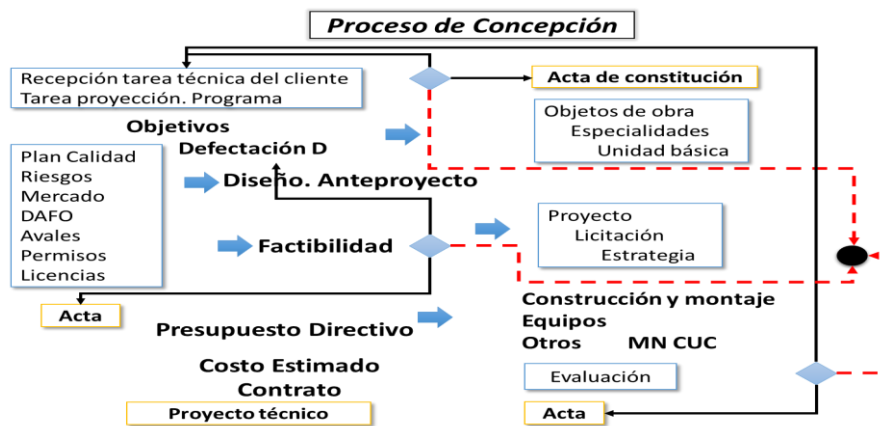 Proceso de Concepción
Recepción tarea técnica del cliente
Tarea proyección. Programa
Acta de constitución
Objetivos
Defectación D
Objetos de obra
Especialidades
Unidad básica
Plan Calidad
Riesgos
Mercado
DAFO
Avales
Permisos
Licencias
Diseño. Anteproyecto
Factibilidad
Proyecto
Licitación
Estrategia
Acta
Presupuesto Directivo
Construcción y montaje
Equipos
Otros MN CUC
Costo Estimado
Contrato
Proyecto técnico
Evaluación
Acta